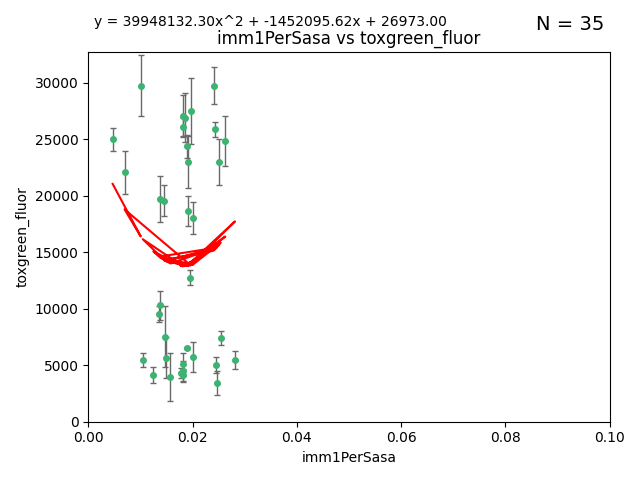 y = 39948132.30x^2 + -1452095.62x + 26973.00
N = 35
imm1PerSasa vs toxgreen_fluor
30000
25000
20000
15000
10000
5000
0
toxgreen_fluor
0.00 0.02 0.04 0.06 0.08 0.10
imm1PerSasa